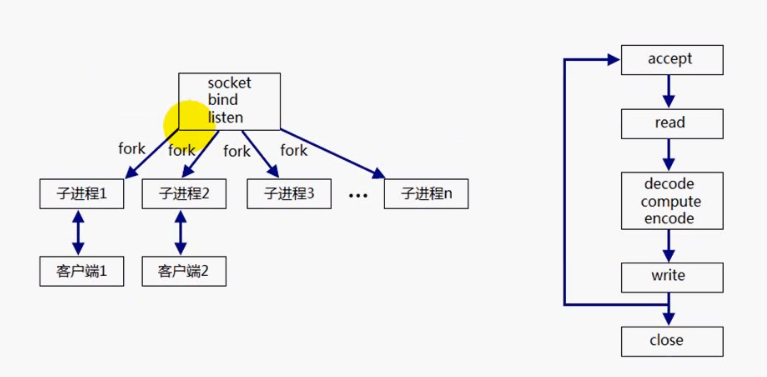 socket
bind
listen
fork
fork
fork
fork
子进程1
子进程2
子进程3
...
子进程n
客户端1
客户端2
accept
read
decode
compute
encode
write
close